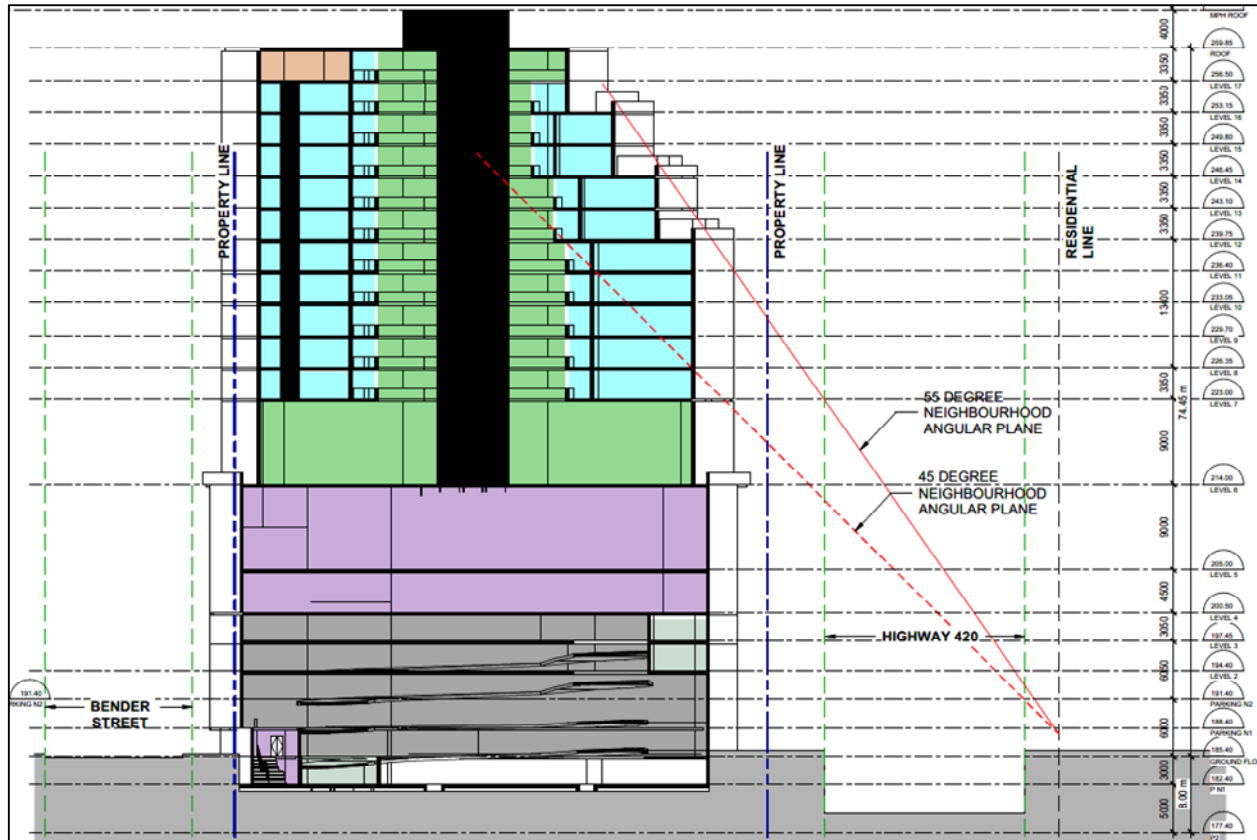 MPH ROOF
4000
259.85
ROOF
3350
256.50
LEVEL 17
3350
253.15
LEVEL 16
3350
249.80
LEVEL 15
3350
246.45
LEVEL 14
3350
243.10
LEVEL 13
3350
239.75
LEVEL 12
236.40
LEVEL 11
13400
233.05
LEVEL 10
229.70
LEVEL 9
226.35
LEVEL 8
3350
223.00
LEVEL 7
74.45 m
9000
214.00
LEVEL 6
9000
205.00
LEVEL 5
4500
200.50
LEVEL 4
3050
197.45
LEVEL 3
6050
194.40
LEVEL 2
191.40
PARKING N2
6000
188.40
PARKING N1
185.40
GROUND FLO
3000
182.40
P N1
8.00 m
5000
177.40
P2
PROPERTY LINE
PROPERTY LINE
RESIDENTIAL
LINE
55 DEGREE
NEIGHBOURHOOD
ANGULAR PLANE
45 DEGREE
NEIGHBOURHOOD
ANGULAR PLANE
HIGHWAY 420
191.40
RKING N2
BENDER
STREET